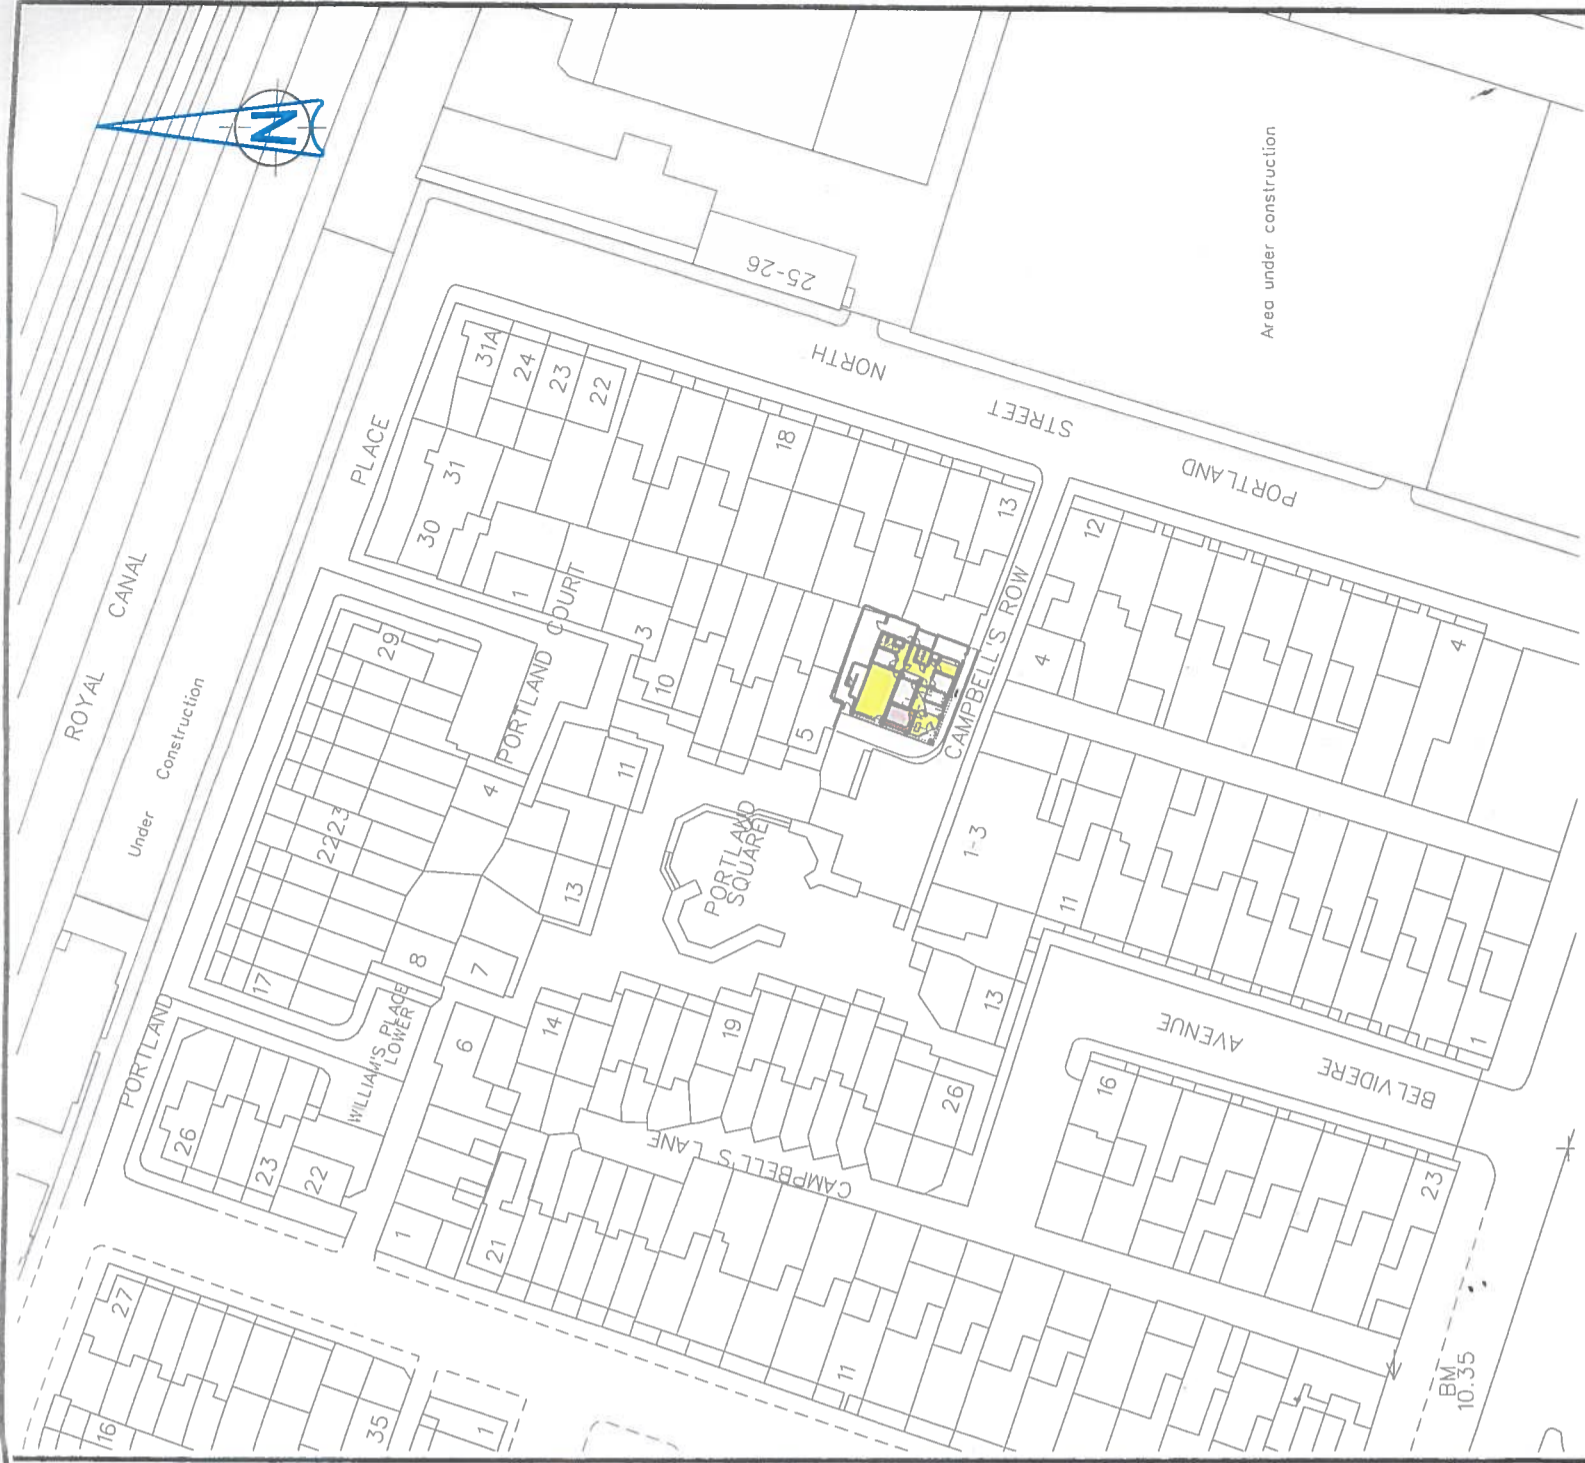 N
ROYAL CANAL
Under Construction
Area under construction
25-26
PLACE
31A
24
23
22
31
30
18
13
NORTH
STREET
PORTLAND
1
COURT
3
10
5
PORTLAND
29
4
11
2223
13
17
8
7
PORTLAND
SQUARE
CAMPBELL'S ROW
12
4
4
1-3
11
13
1
AVENUE
BELVIDERE
PORTLAND
WILLIAM'S PLACE
LOWER
6
14
19
26
26
23
22
CAMPBELL'S LANE
16
23
1
21
11
27
16
35
1
BM
10.35